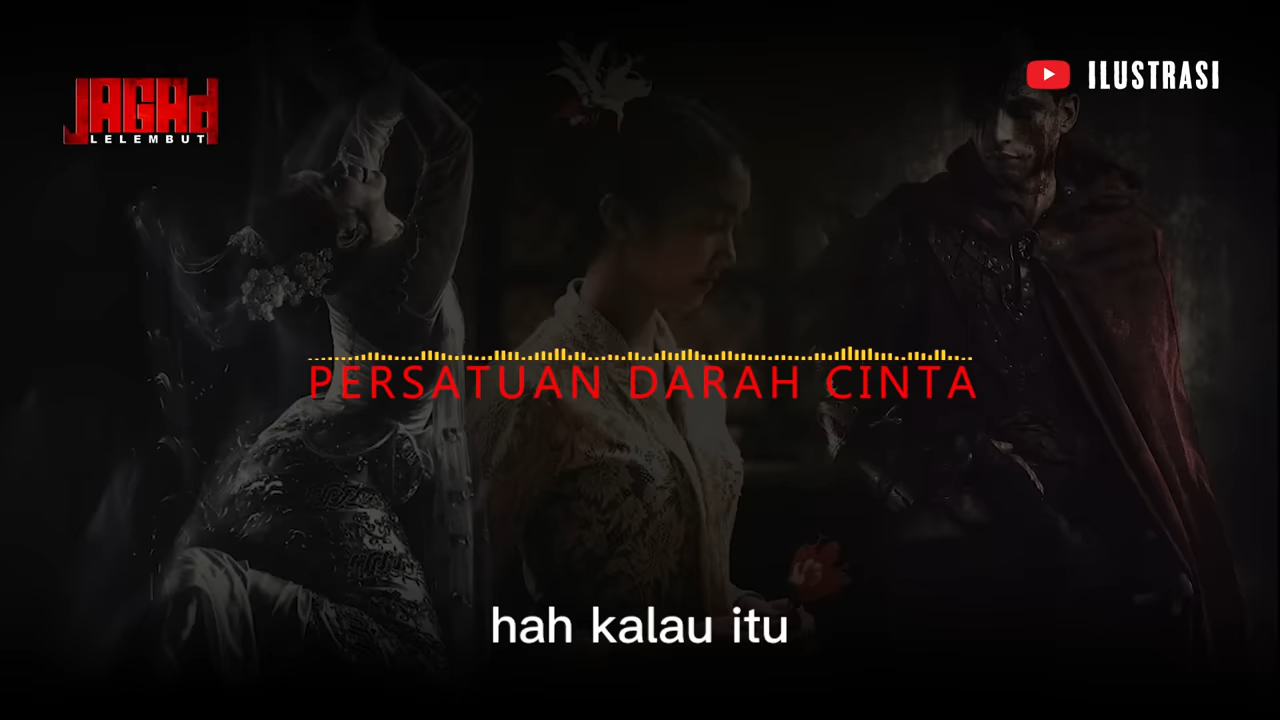 JAGAd
LELEMBUT
ILUSTRASI
PERSATUAN DARAH CINTA
hah kalau itu